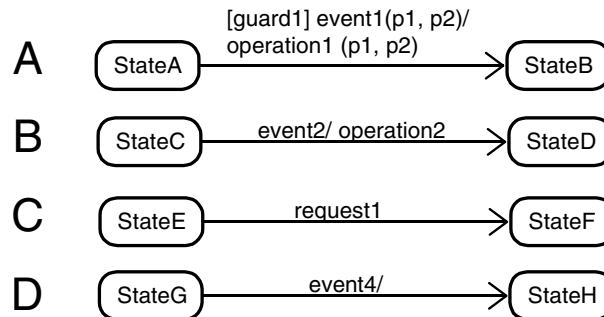 [guard1] event1(p1, p2)/
operation1 (p1, p2)
A StateA StateB
B StateC event2/ operation2 StateD
C StateE request1 StateF
D StateG event4/ StateH